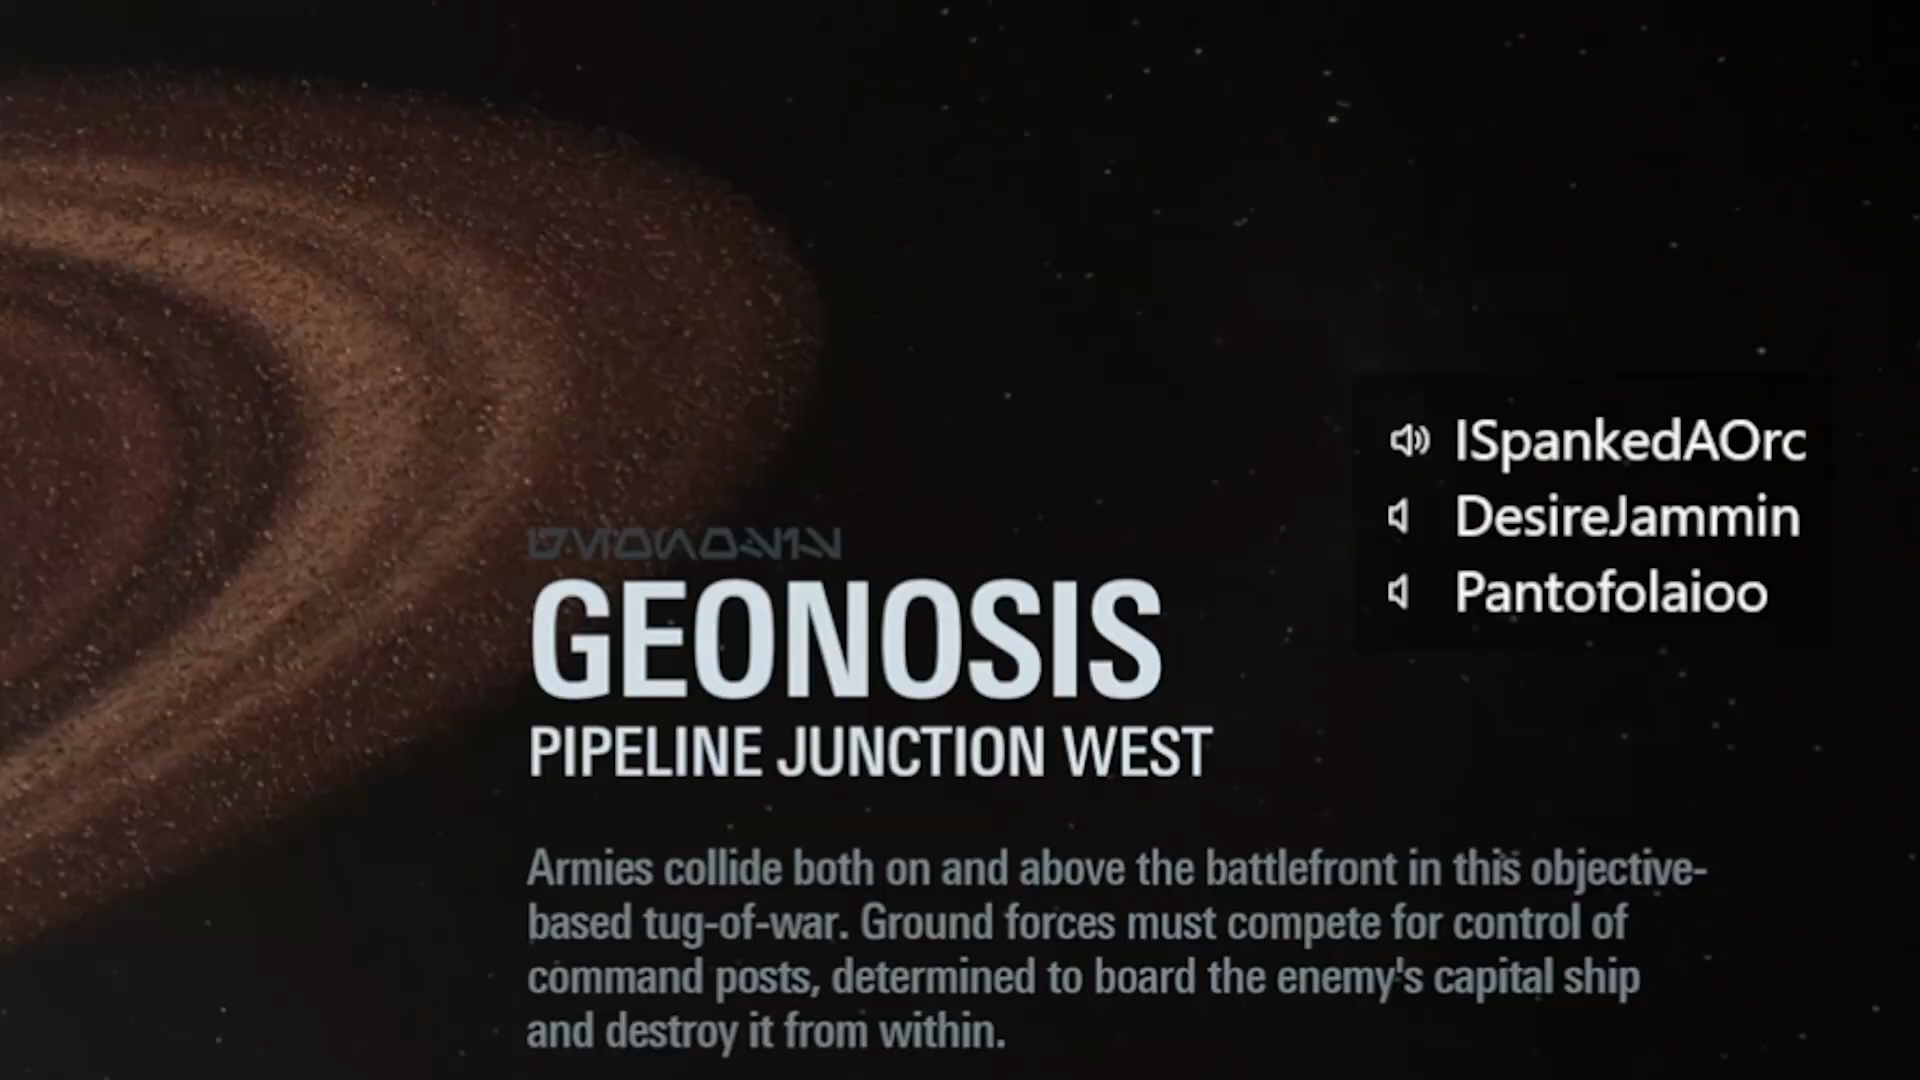 ISpankedAOrc
DesireJammin
Pantofolaioo
GEONOSIS
PIPELINE JUNCTION WEST
Armies collide both on and above the battlefront in this objective-
based tug-of-war. Ground forces must compete for control of
command posts, determined to board the enemy's capital ship
and destroy it from within.